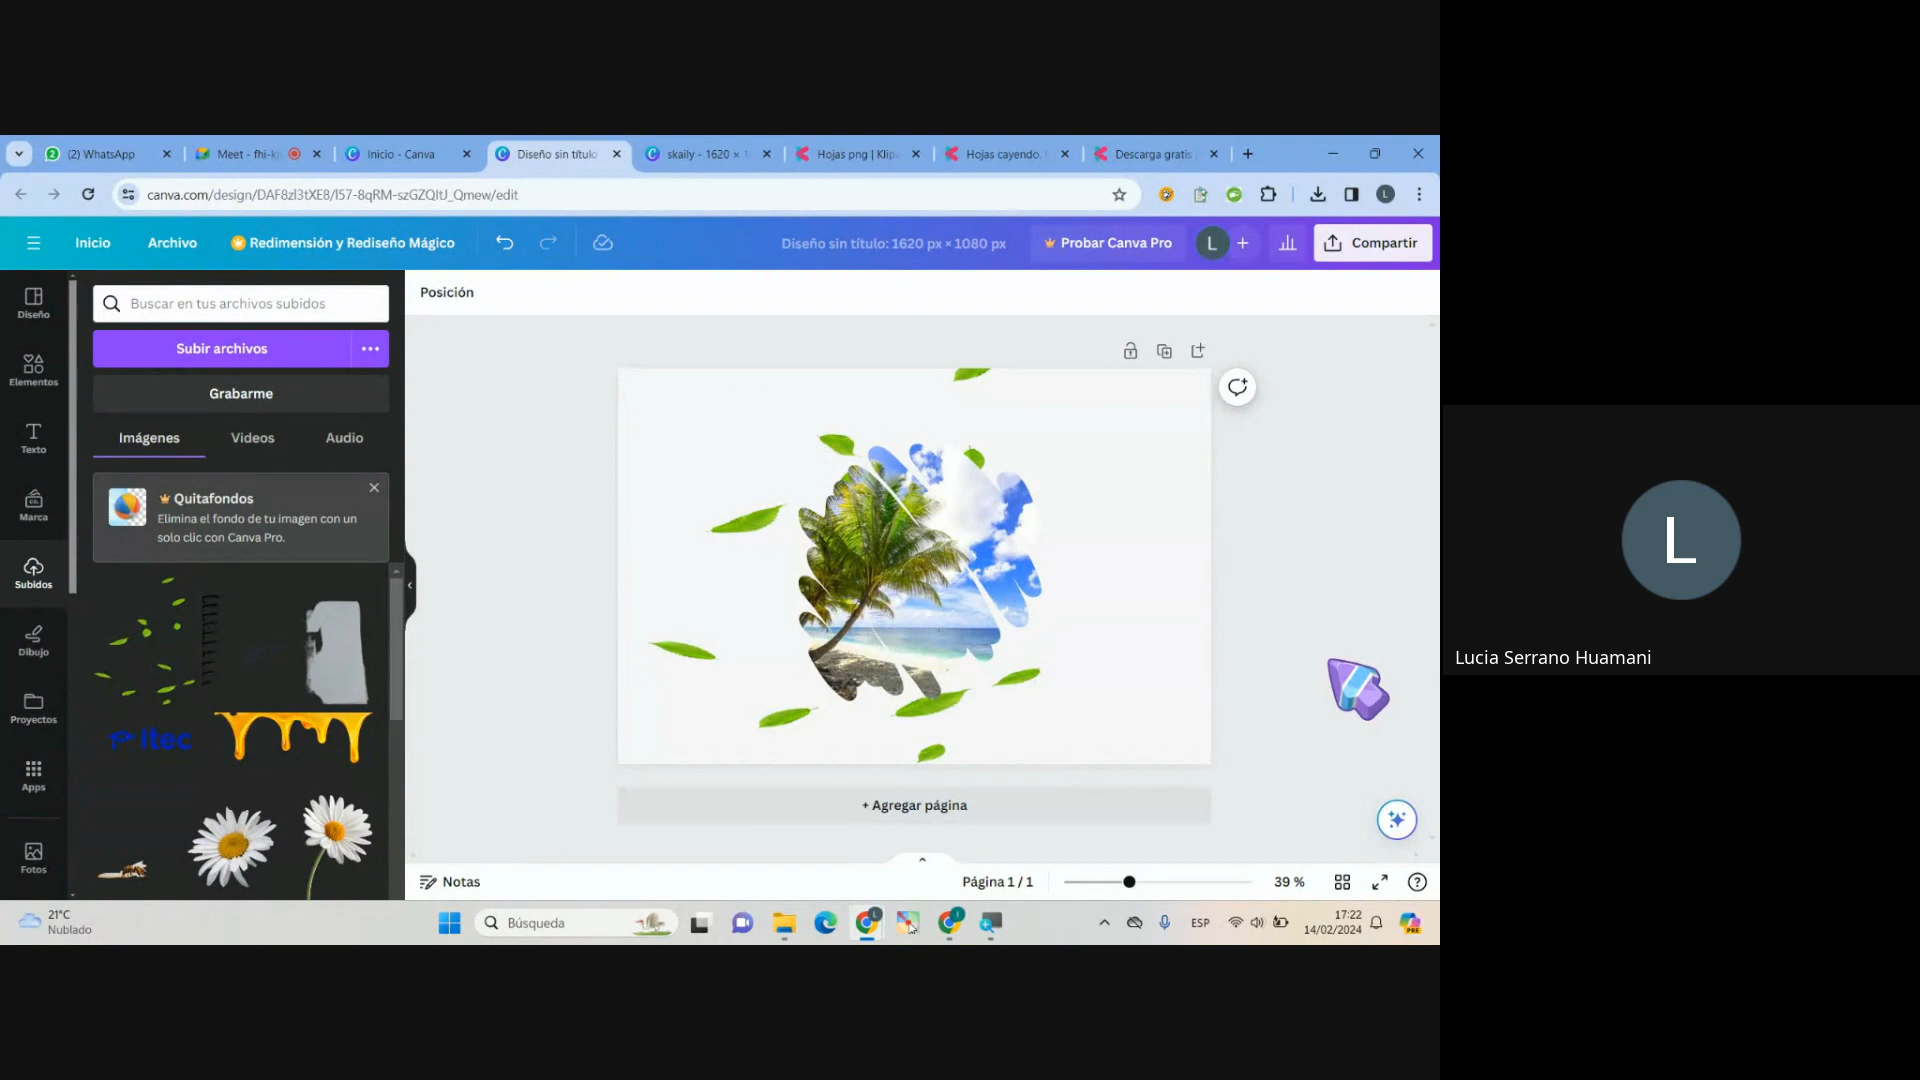 (2) WhatsApp
Meet - fhi-kj
Inicio - Canva
Diseño sin título
skaily - 1620 × 1
Hojas png | Klip
Hojas cayendo,
Descarga gratis
canva.com/design/DAF8zl3tXE8/l57-8qRM-szGZQItJ_Qmew/edit
L
Inicio
Archivo
Redimensión y Rediseño Mágico
Diseño sin título: 1620 px × 1080 px
Probar Canva Pro
L
Compartir
Diseño
Elementos
Texto
Marca
Subidos
Dibujo
Proyectos
Apps
Fotos
Buscar en tus archivos subidos
Subir archivos
Grabarme
Imágenes
Videos
Audio
Quitafondos
Elimina el fondo de tu imagen con un
solo clic con Canva Pro.
itec
Posición
+ Agregar página
Notas
Página 1 / 1
39 %
21°C
Nublado
Búsqueda
ESP
17:22
14/02/2024
PRE
L
Lucia Serrano Huamani